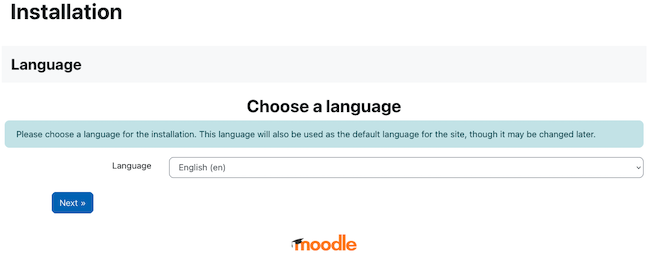 Installation
Language
Choose a language
Please choose a language for the installation. This language will also be used as the default language for the site, though it may be changed later.
Language
English (en)
Next »
moodle